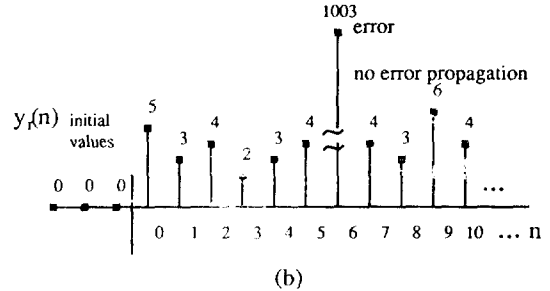 1003
error
no error propagation
y_r(n) initial values
5 3 4 2 3 4 4 3 6 4
0 0 0
...
0 1 2 3 4 5 6 7 8 9 10 ... n
(b)